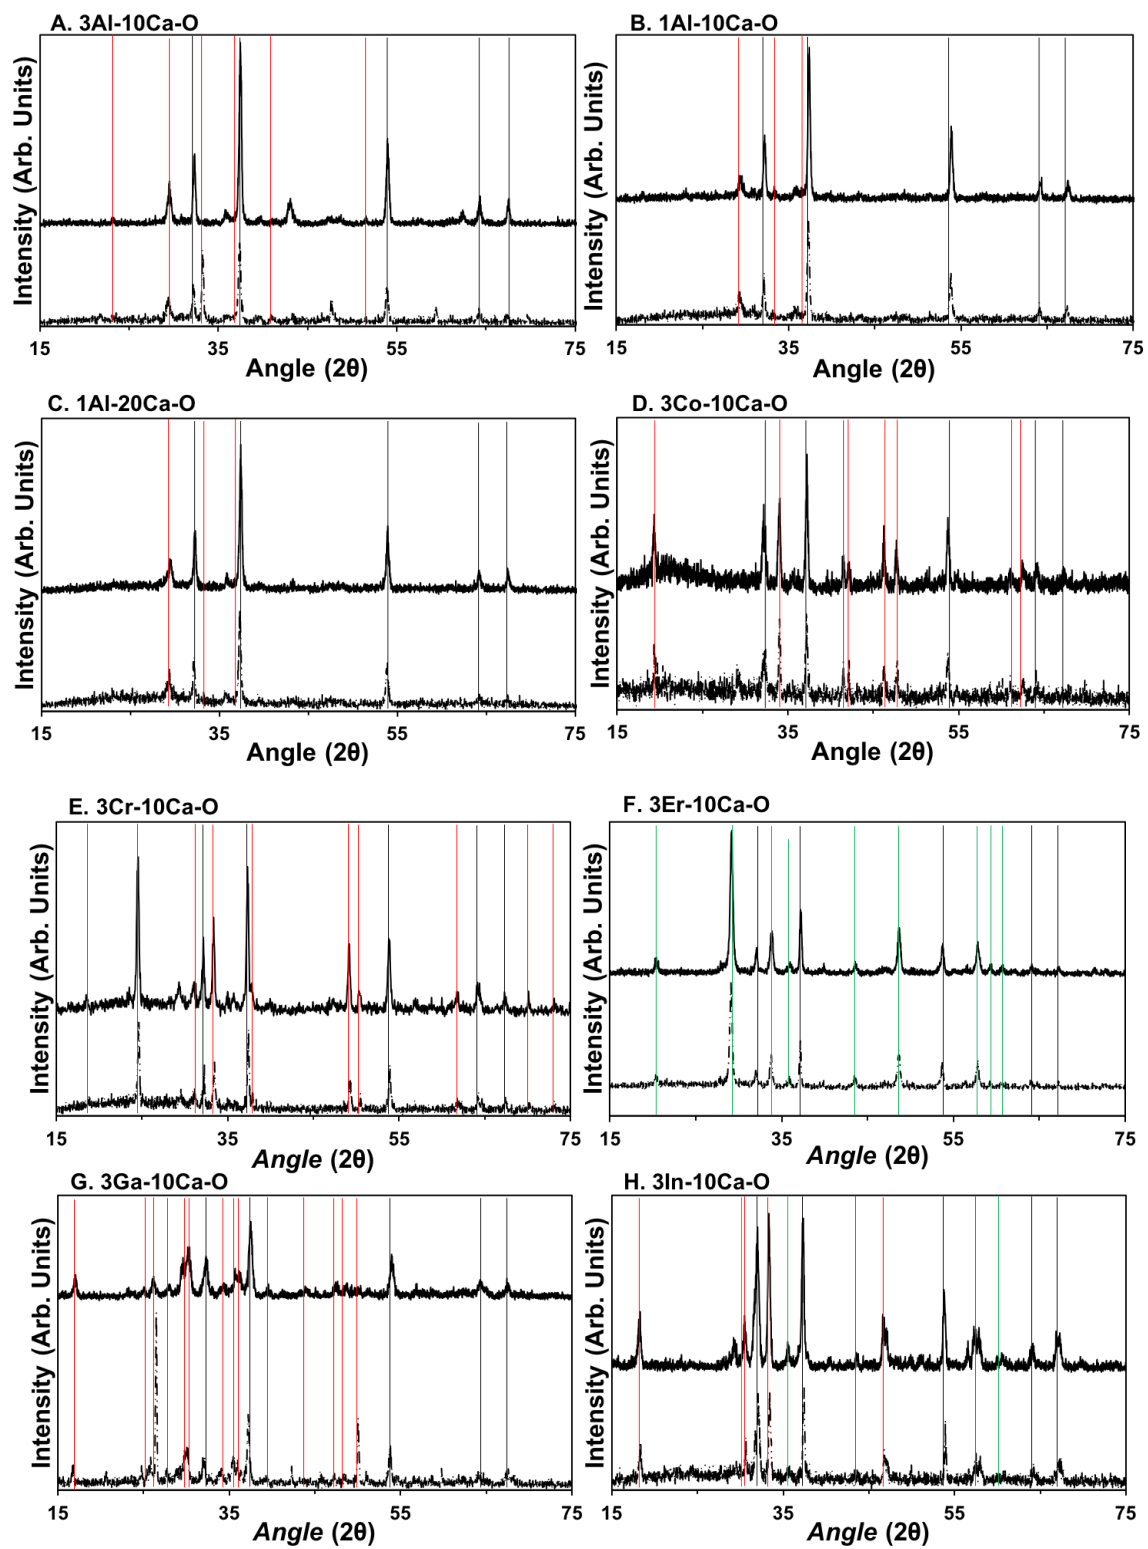 A. 3Al-10Ca-O
B. 1Al-10Ca-O
Intensity (Arb. Units)
Intensity (Arb. Units)
15 35 55 75
15 35 55 75
Angle (2θ)
Angle (2θ)
C. 1Al-20Ca-O
D. 3Co-10Ca-O
Intensity (Arb. Units)
Intensity (Arb. Units)
15 35 55 75
15 35 55 75
Angle (2θ)
Angle (2θ)
E. 3Cr-10Ca-O
F. 3Er-10Ca-O
Intensity (Arb. Units)
Intensity (Arb. Units)
15 35 55 75
15 35 55 75
Angle (2θ)
Angle (2θ)
G. 3Ga-10Ca-O
H. 3In-10Ca-O
Intensity (Arb. Units)
Intensity (Arb. Units)
15 35 55 75
15 35 55 75
Angle (2θ)
Angle (2θ)